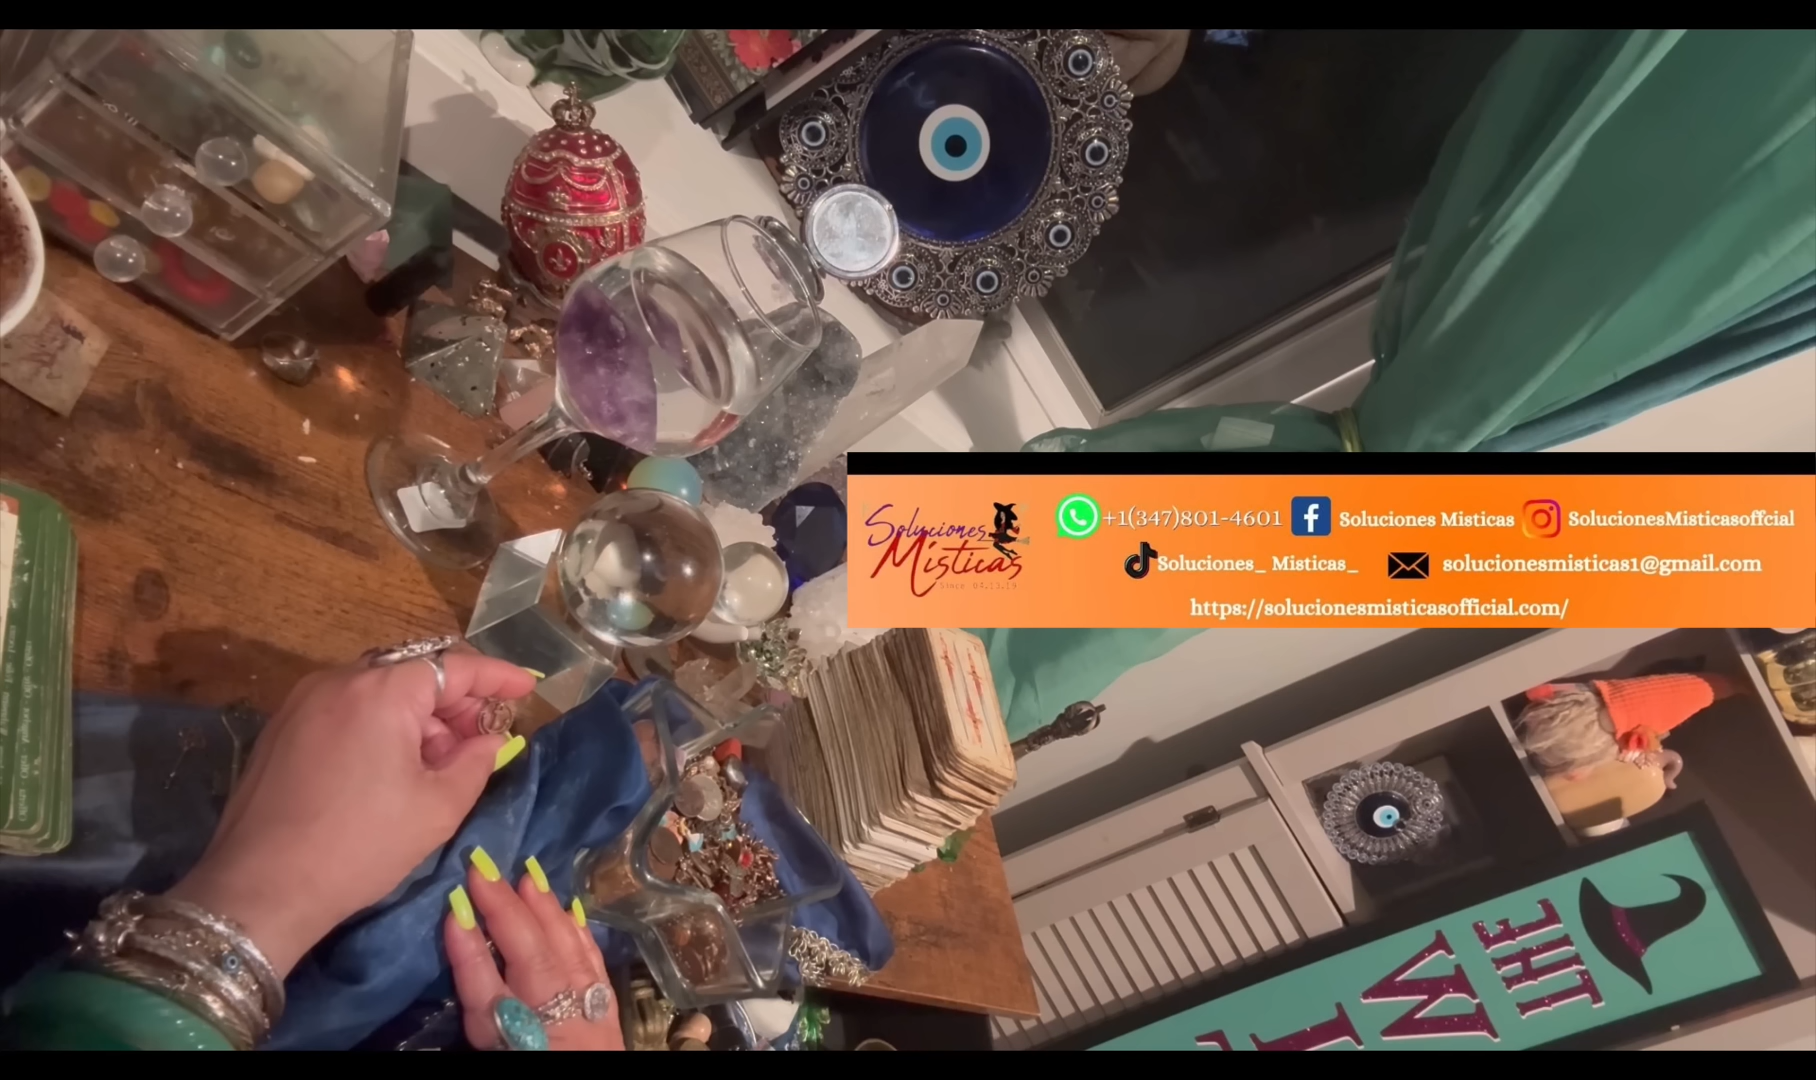 Soluciones
Místicas
Since 04.13.19
+1(347)801-4601
Soluciones Misticas
SolucionesMisticasoffcial
Soluciones_ Misticas_
solucionesmisticas1@gmail.com
https://solucionesmisticasofficial.com/
THE